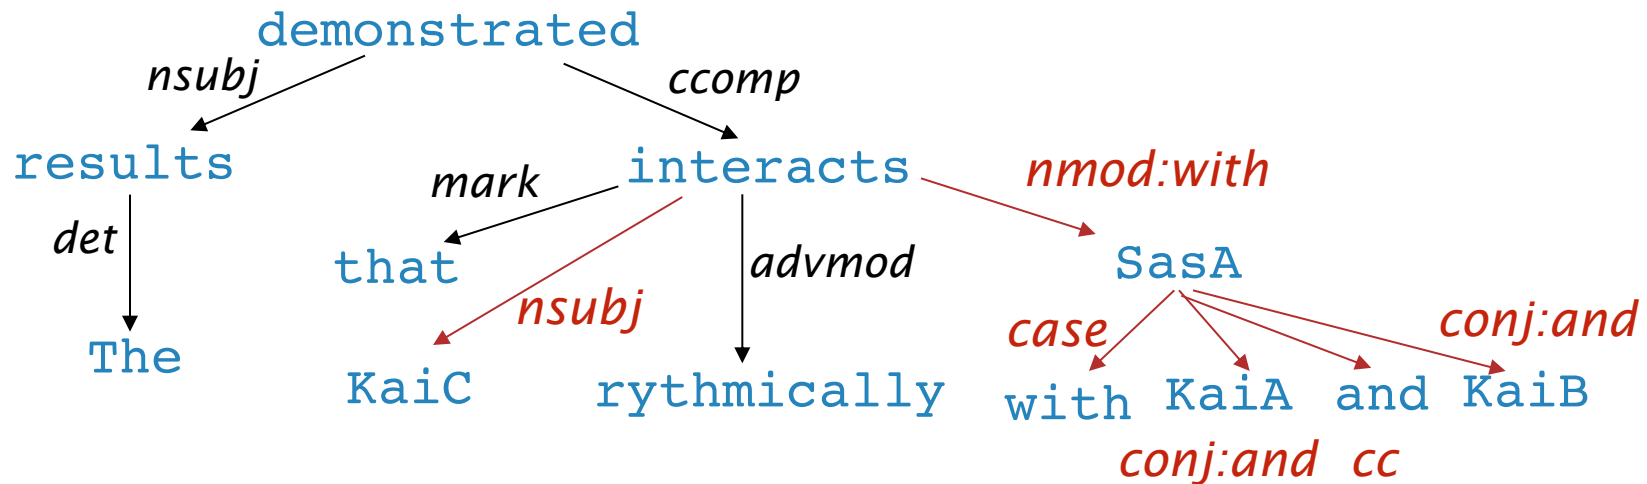 demonstrated
nsubj ccomp
results interacts nmod:with
mark
det that advmod SasA
nsubj case conj:and
The KaiC rythmically with KaiA and KaiB
conj:and cc